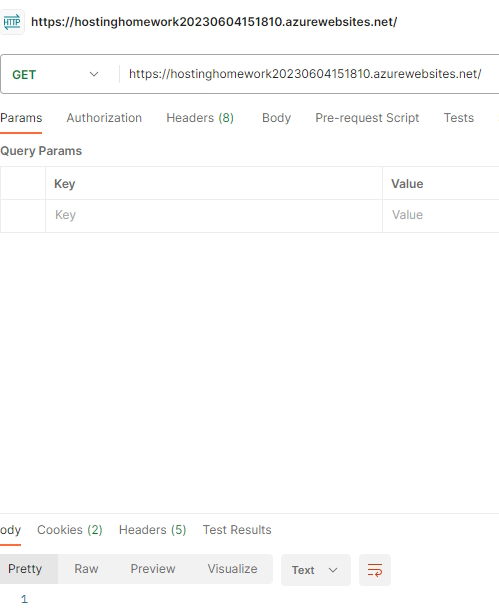 HTTP https://hostinghomework20230604151810.azurewebsites.net/
GET https://hostinghomework20230604151810.azurewebsites.net/
Params Authorization Headers (8) Body Pre-request Script Tests
Query Params
Key Value
Key Value
ody Cookies (2) Headers (5) Test Results
Pretty Raw Preview Visualize Text
1